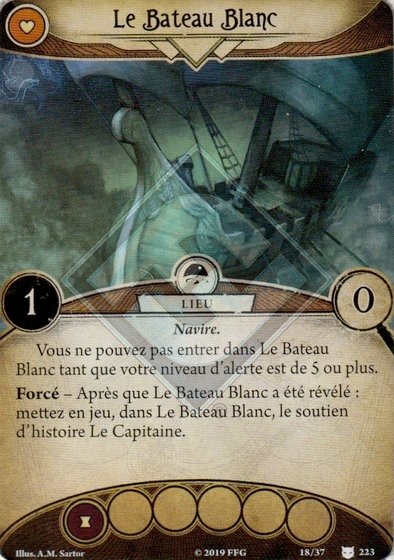 Le Bateau Blanc
1
LIEU
0
Navire.
Vous ne pouvez pas entrer dans Le Bateau
Blanc tant que votre niveau d'alerte est de 5 ou plus.
Forcé – Après que Le Bateau Blanc a été révélé :
mettez en jeu, dans Le Bateau Blanc, le soutien
d'histoire Le Capitaine.
Illus. A.M. Sartor
© 2019 FFG
18/37
223